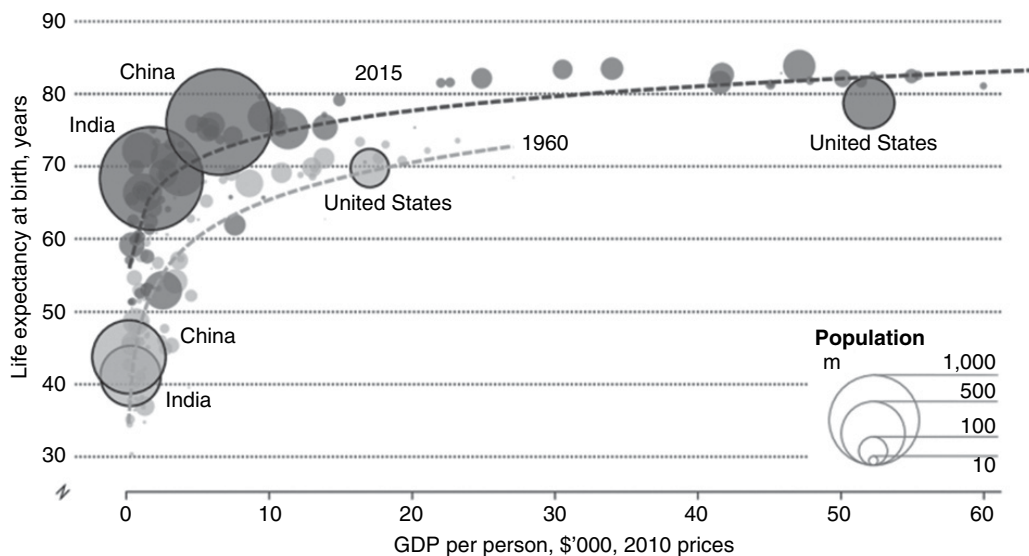 90
80
70
60
50
40
30
Life expectancy at birth, years
China
India
2015
1960
United States
United States
China
India
Population
m
1,000
500
100
10
0 10 20 30 40 50 60
GDP per person, $'000, 2010 prices